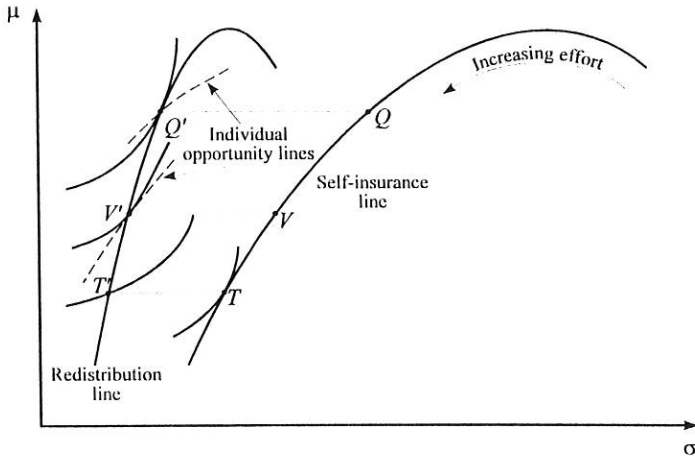 μ
Increasing effort
Q'
Q
Individual
opportunity lines
Self-insurance
line
V'
V
T'
T
Redistribution
line
σ